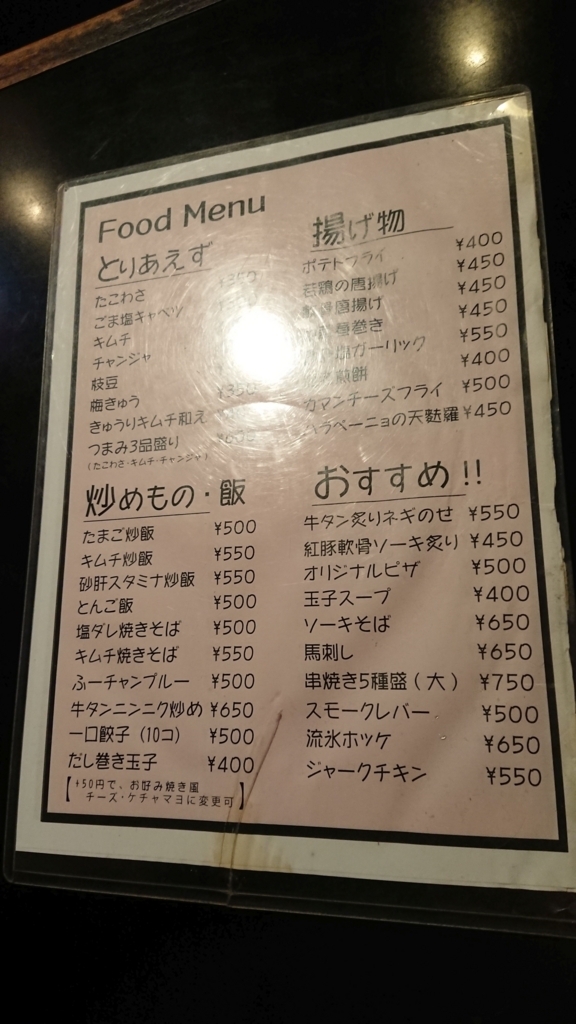 Food Menu
とりあえず
たこわさ
ごま塩キャベツ
キムチ
チャンジャ
枝豆
梅きゅう ¥350
きゅうりキムチ和え
つまみ3品盛り
(たこわさ・キムチ・チャンジャ)
炒めもの・飯
たまご炒飯 ¥500
キムチ炒飯 ¥550
砂肝スタミナ炒飯 ¥550
とんご飯 ¥500
塩ダレ焼きそば ¥500
キムチ焼きそば ¥550
ふーチャンプルー ¥500
牛タンニンニク炒め ¥650
一口餃子(10コ) ¥500
だし巻き玉子 ¥400
【+50円で、お好み焼き風
チーズ・ケチャマヨに変更可】
揚げ物
ポテトフライ ¥400
若鶏の唐揚げ ¥450
唐揚げ ¥450
巻き ¥450
ガーリック ¥550
煎餅 ¥400
カマンチーズフライ ¥500
ハラペーニョの天麩羅 ¥450
おすすめ!!
牛タン炙りネギのせ ¥550
紅豚軟骨ソーキ炙り ¥450
オリジナルピザ ¥500
玉子スープ ¥400
ソーキそば ¥650
馬刺し ¥650
串焼き5種盛(大) ¥750
スモークレバー ¥500
流氷ホッケ ¥650
ジャークチキン ¥550